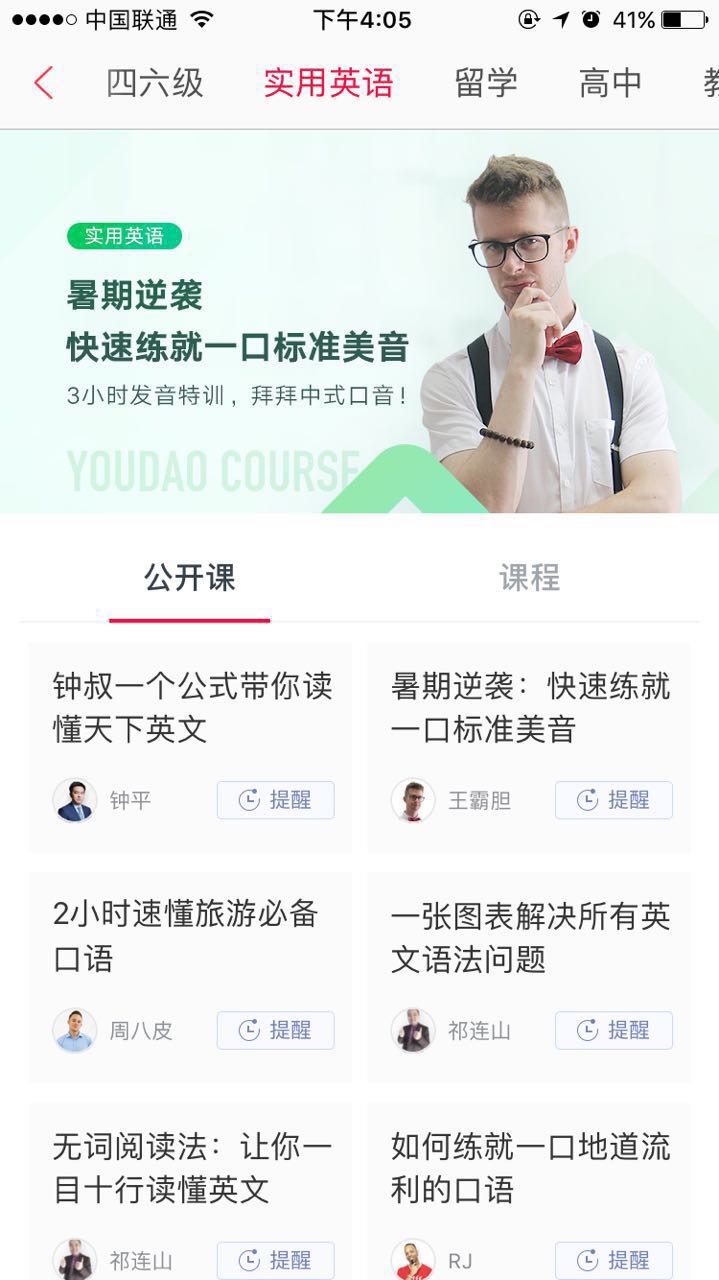 中国联通
下午4:05
41%
四六级
实用英语
留学
高中
实用英语
暑期逆袭
快速练就一口标准美音
3小时发音特训，拜拜中式口音！
YOUDAO COURSE
公开课
课程
钟叔一个公式带你读
懂天下英文
钟平
提醒
暑期逆袭：快速练就
一口标准美音
王霸胆
提醒
2小时速懂旅游必备
口语
周八皮
提醒
一张图表解决所有英
文语法问题
祁连山
提醒
无词阅读法：让你一
目十行读懂英文
祁连山
提醒
如何练就一口地道流
利的口语
RJ
提醒